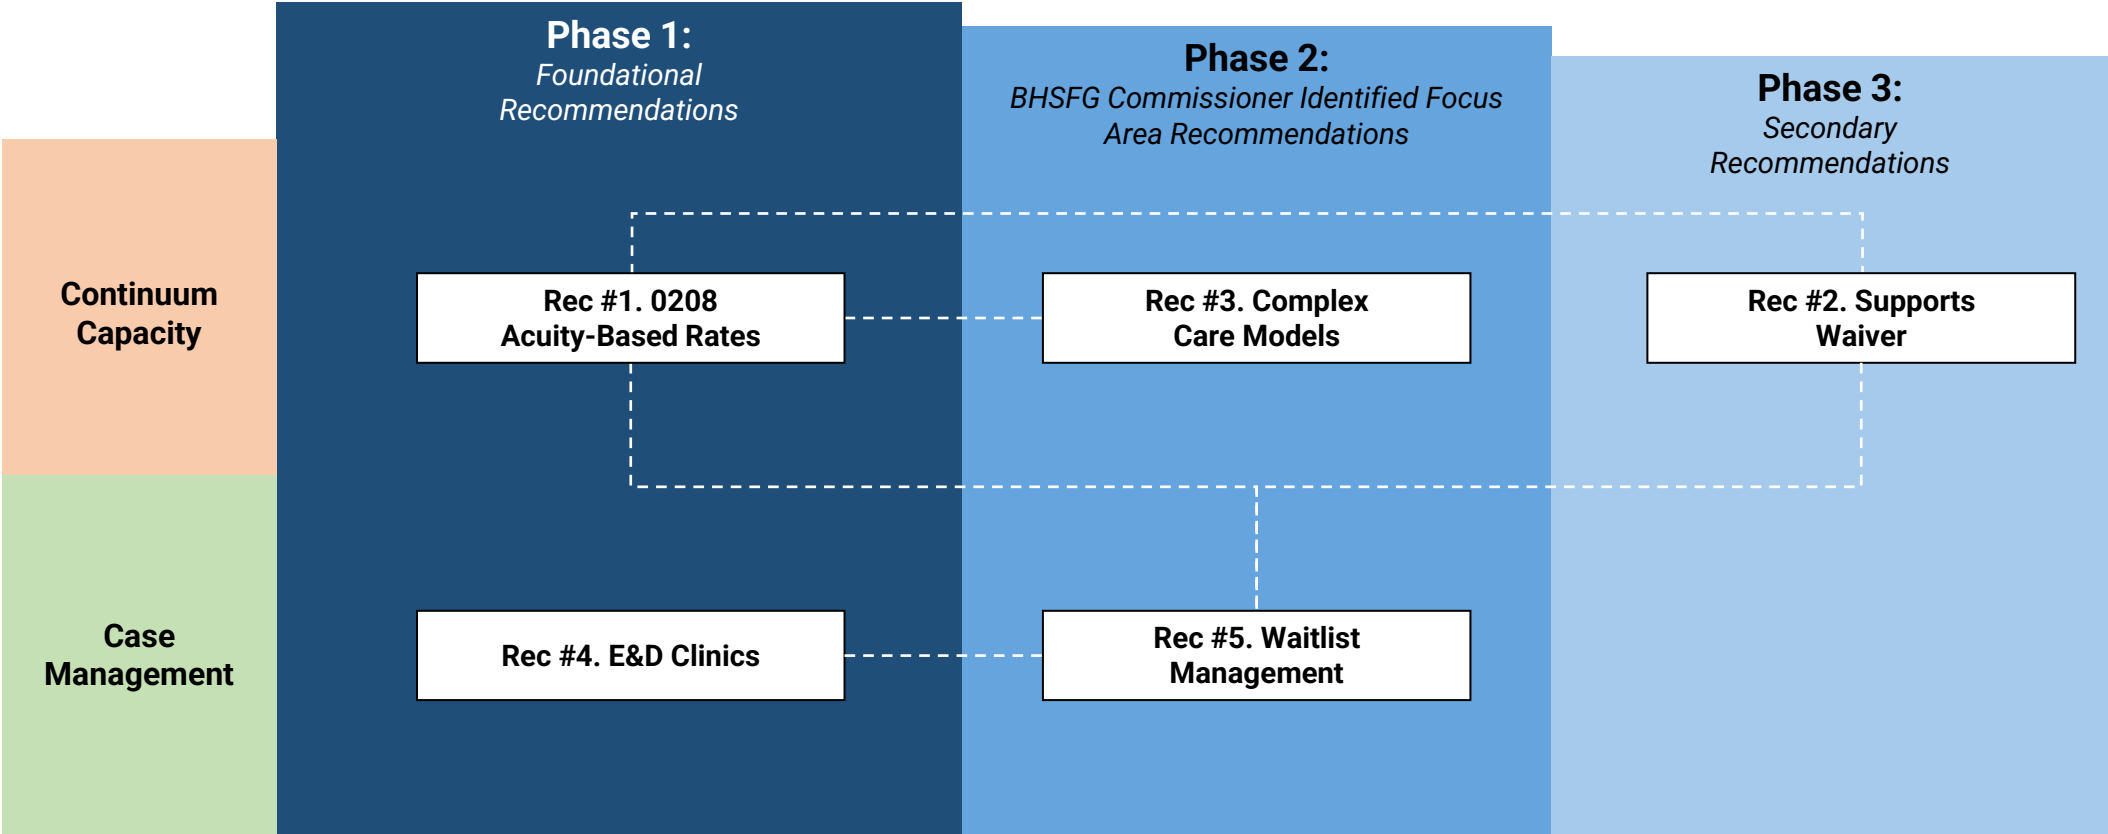 Phase 1:
Foundational
Recommendations
Phase 2:
BHSFG Commissioner Identified Focus
Area Recommendations
Phase 3:
Secondary
Recommendations
Continuum
Capacity
Rec #1. 0208
Acuity-Based Rates
Rec #3. Complex
Care Models
Rec #2. Supports
Waiver
Case
Management
Rec #4. E&D Clinics
Rec #5. Waitlist
Management